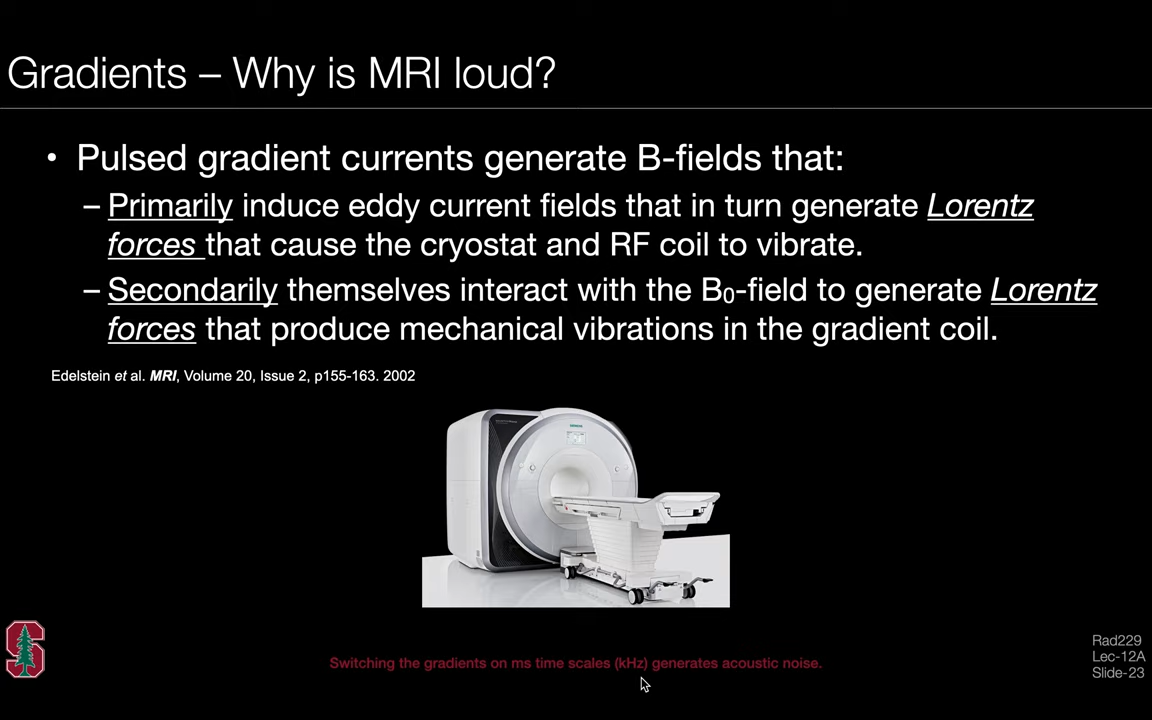 Gradients – Why is MRI loud?
• Pulsed gradient currents generate B-fields that:
– Primarily induce eddy current fields that in turn generate Lorentz
forces that cause the cryostat and RF coil to vibrate.
– Secondarily themselves interact with the B₀-field to generate Lorentz
forces that produce mechanical vibrations in the gradient coil.
Edelstein et al. MRI, Volume 20, Issue 2, p155-163. 2002
Switching the gradients on ms time scales (kHz) generates acoustic noise.
Rad229
Lec-12A
Slide-23